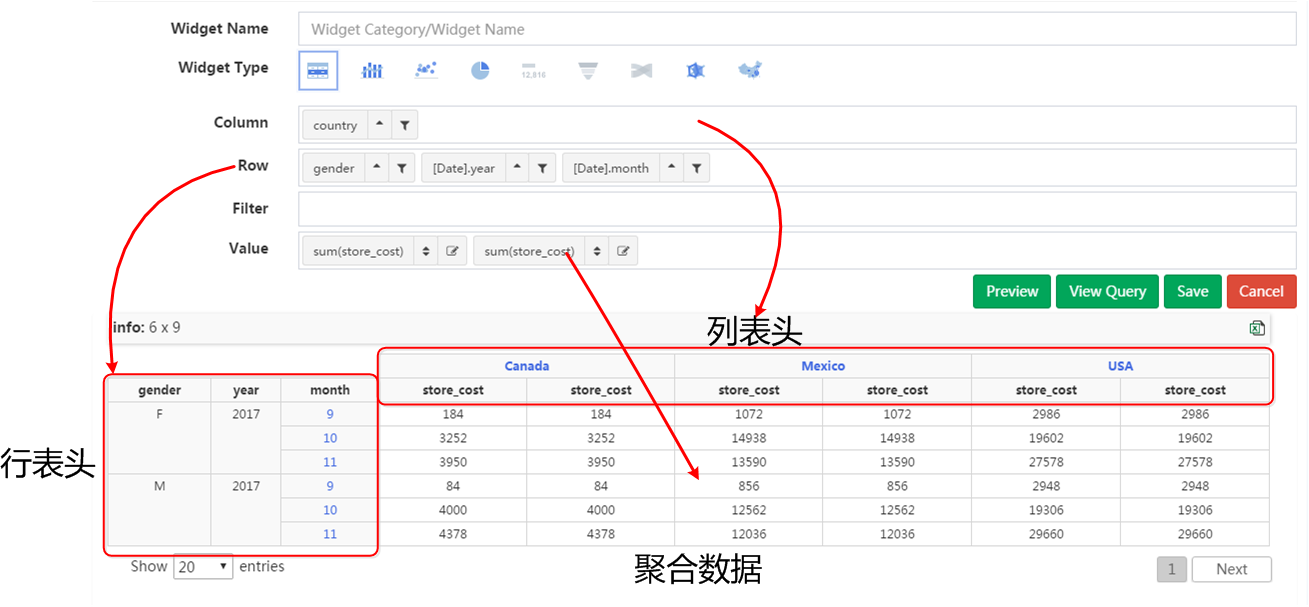 Widget Name Widget Category/Widget Name
Widget Type 12,816
Column country
Row gender [Date].year [Date].month
Filter
Value sum(store_cost) sum(store_cost)
Preview View Query Save Cancel
info: 6 x 9
列表头
Canada Mexico USA
gender year month store_cost store_cost store_cost store_cost store_cost store_cost
F 2017 9 184 184 1072 1072 2986 2986
10 3252 3252 14938 14938 19602 19602
行表头
11 3950 3950 13590 13590 27578 27578
M 2017 9 84 84 856 856 2948 2948
10 4000 4000 12562 12562 19306 19306
11 4378 4378 12036 12036 29660 29660
聚合数据
Show 20 entries 1 Next